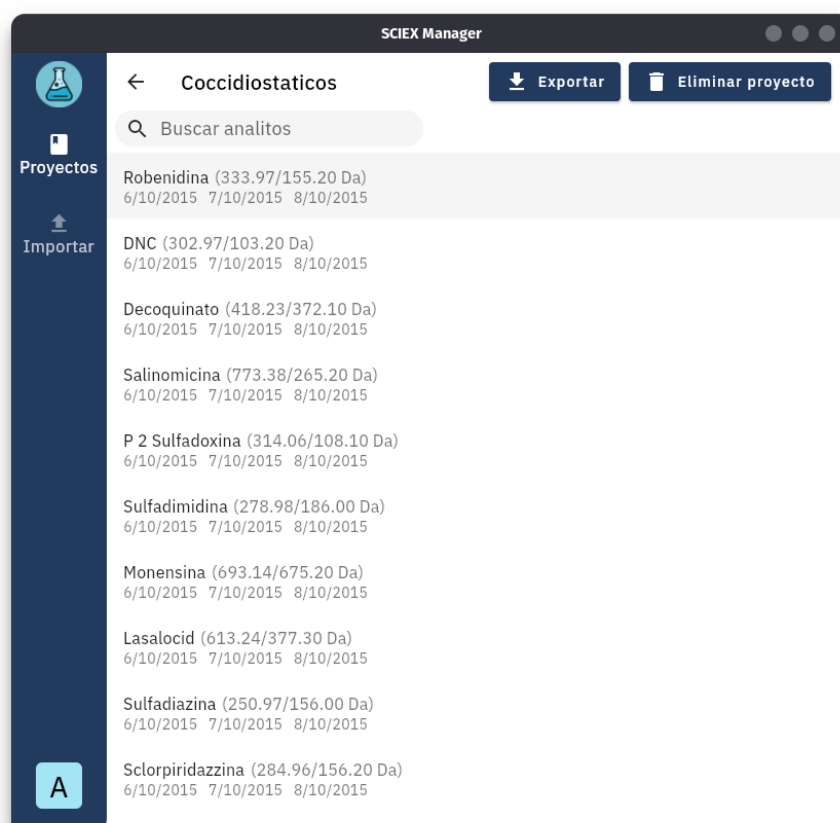 SCIEX Manager
Coccidiostaticos
Exportar
Eliminar proyecto
Buscar analitos
Proyectos
Importar
Robenidina (333.97/155.20 Da)
6/10/2015 7/10/2015 8/10/2015
DNC (302.97/103.20 Da)
6/10/2015 7/10/2015 8/10/2015
Decoquinato (418.23/372.10 Da)
6/10/2015 7/10/2015 8/10/2015
Salinomicina (773.38/265.20 Da)
6/10/2015 7/10/2015 8/10/2015
P 2 Sulfadoxina (314.06/108.10 Da)
6/10/2015 7/10/2015 8/10/2015
Sulfadimidina (278.98/186.00 Da)
6/10/2015 7/10/2015 8/10/2015
Monensina (693.14/675.20 Da)
6/10/2015 7/10/2015 8/10/2015
Lasalocid (613.24/377.30 Da)
6/10/2015 7/10/2015 8/10/2015
Sulfadiazina (250.97/156.00 Da)
6/10/2015 7/10/2015 8/10/2015
Sclorpiridazzina (284.96/156.20 Da)
6/10/2015 7/10/2015 8/10/2015
A